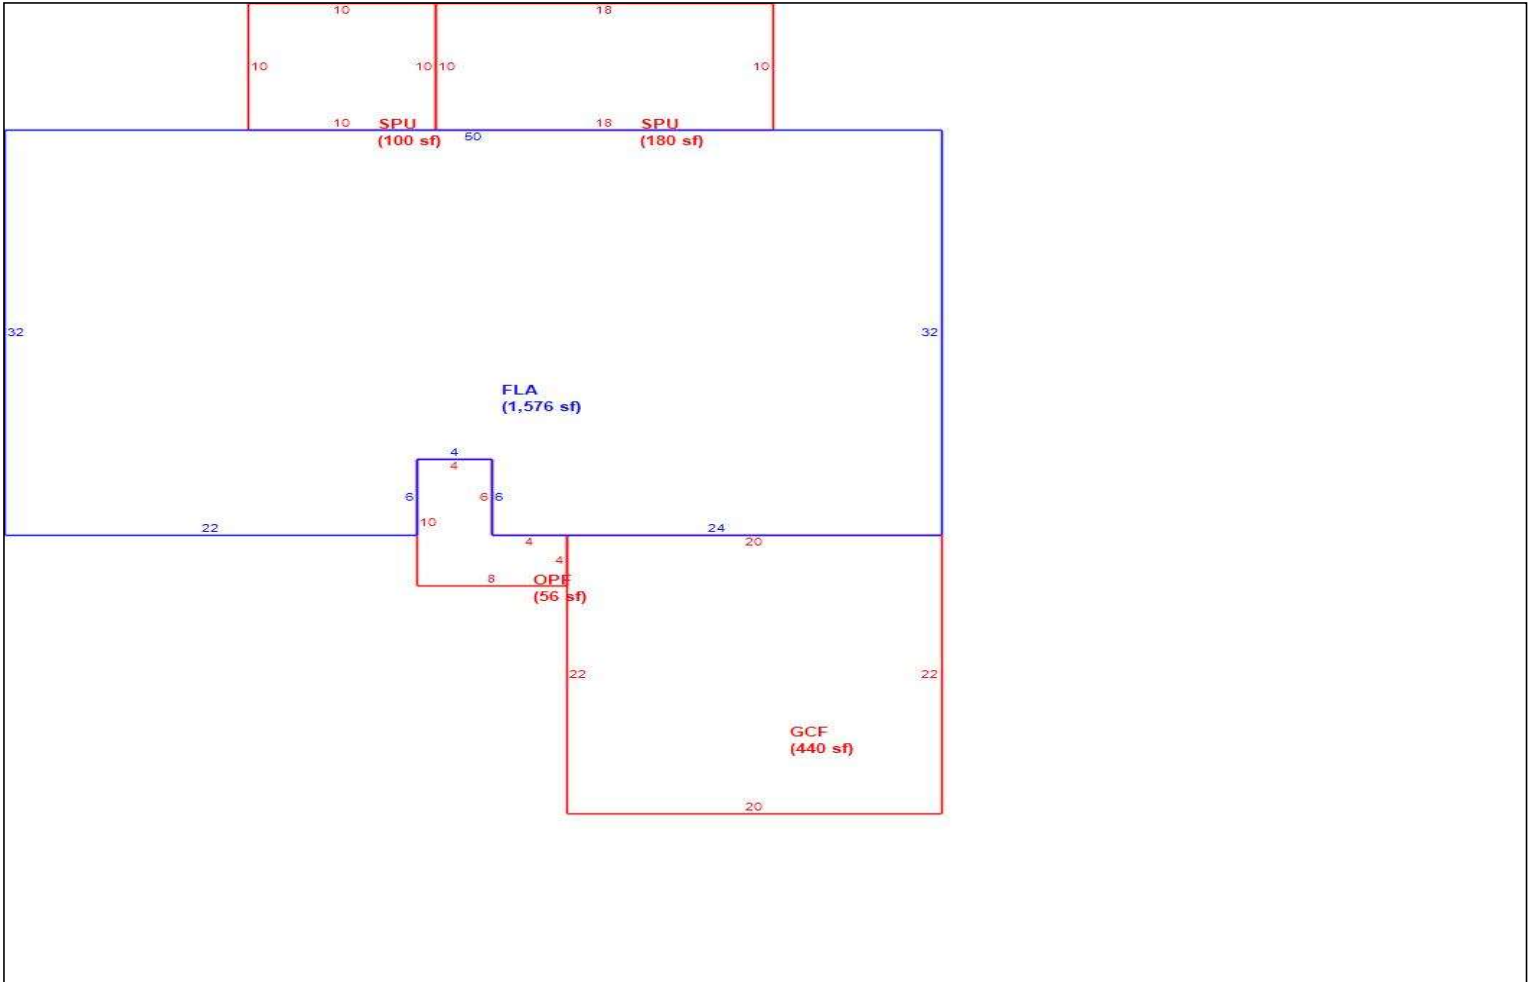 10 18
10 10 10 10
10 SPU 18 SPU
(100 sf) 50 (180 sf)
32 32
FLA
(1,576 sf)
4
4
6 6 6
10
22 24
4 20
4
8 OPF
(56 sf)
22 22
GCF
(440 sf)
20